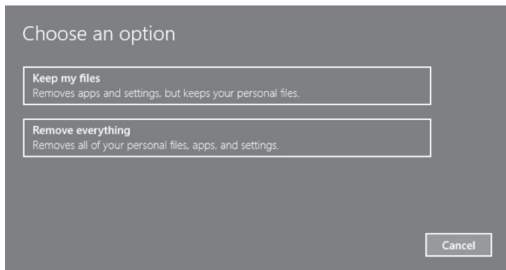 Choose an option
Keep my files
Removes apps and settings, but keeps your personal files.
Remove everything
Removes all of your personal files, apps, and settings.
Cancel